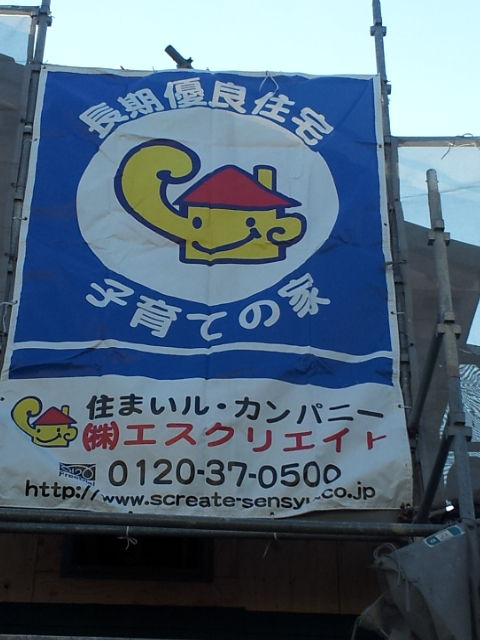 長期優良住宅
子育ての家
住まいル・カンパニー
(株)エスクリエイト
0120-37-0500
http://www.screate-sensyu.co.jp